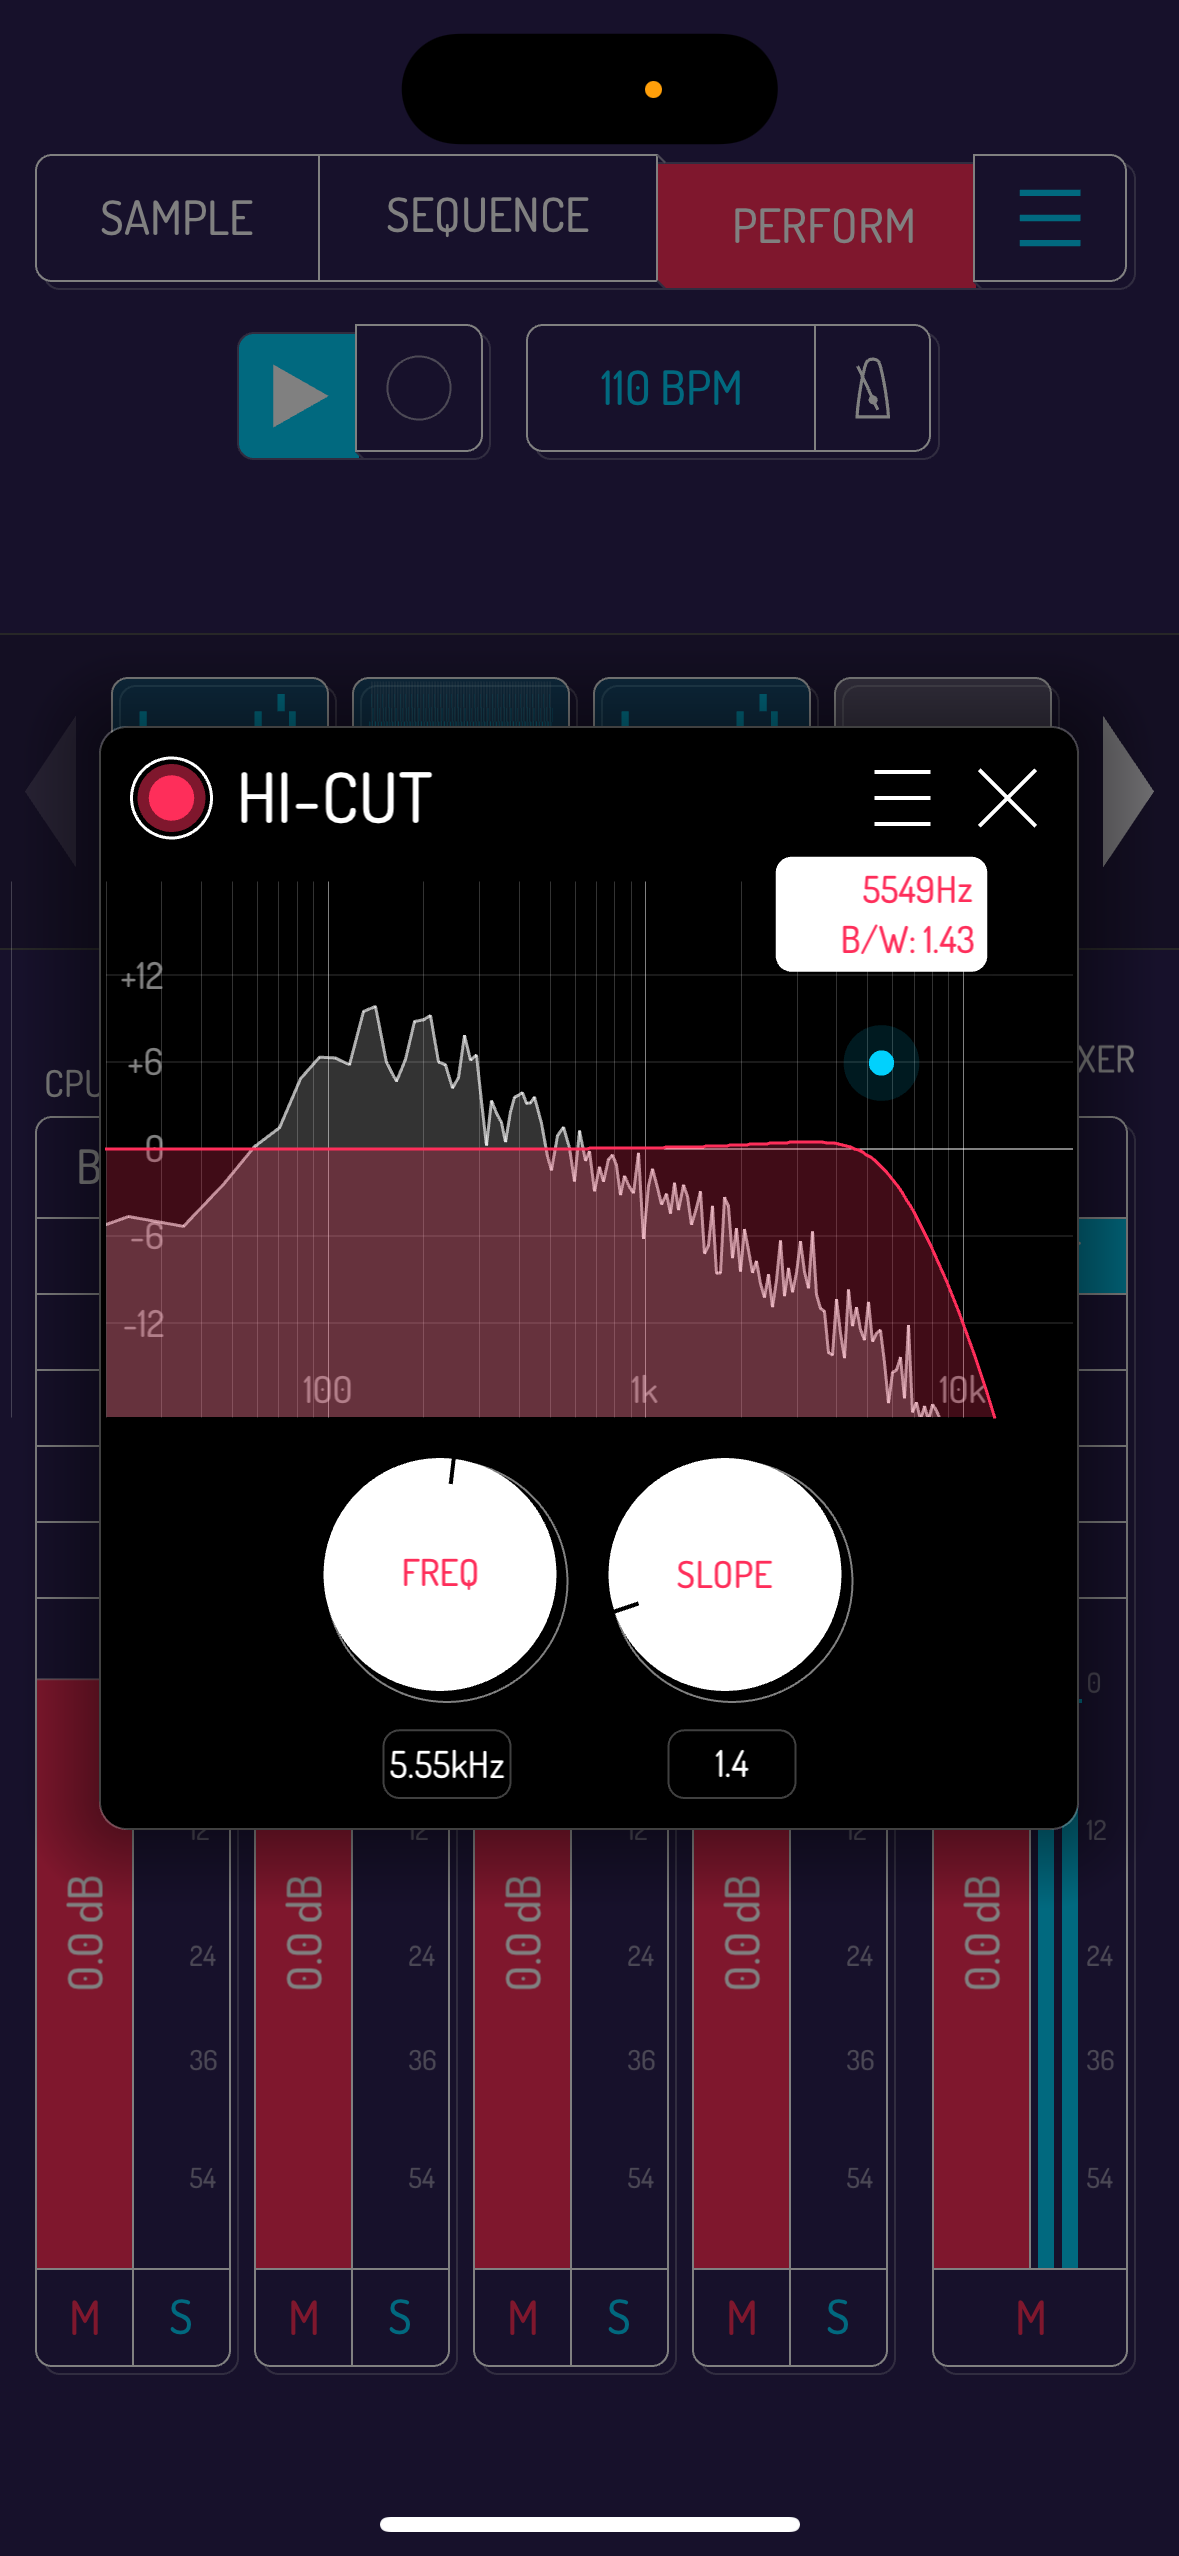 SAMPLE
SEQUENCE
PERFORM
110 BPM
HI-CUT
5549Hz
B/W: 1.43
+12
+6
0
-6
-12
100
1k
10k
CPU
XER
B
FREQ
SLOPE
5.55kHz
1.4
0
12
12
12
12
12
0.0 dB
0.0 dB
0.0 dB
0.0 dB
0.0 dB
24
24
24
24
24
36
36
36
36
36
54
54
54
54
54
M
S
M
S
M
S
M
S
M